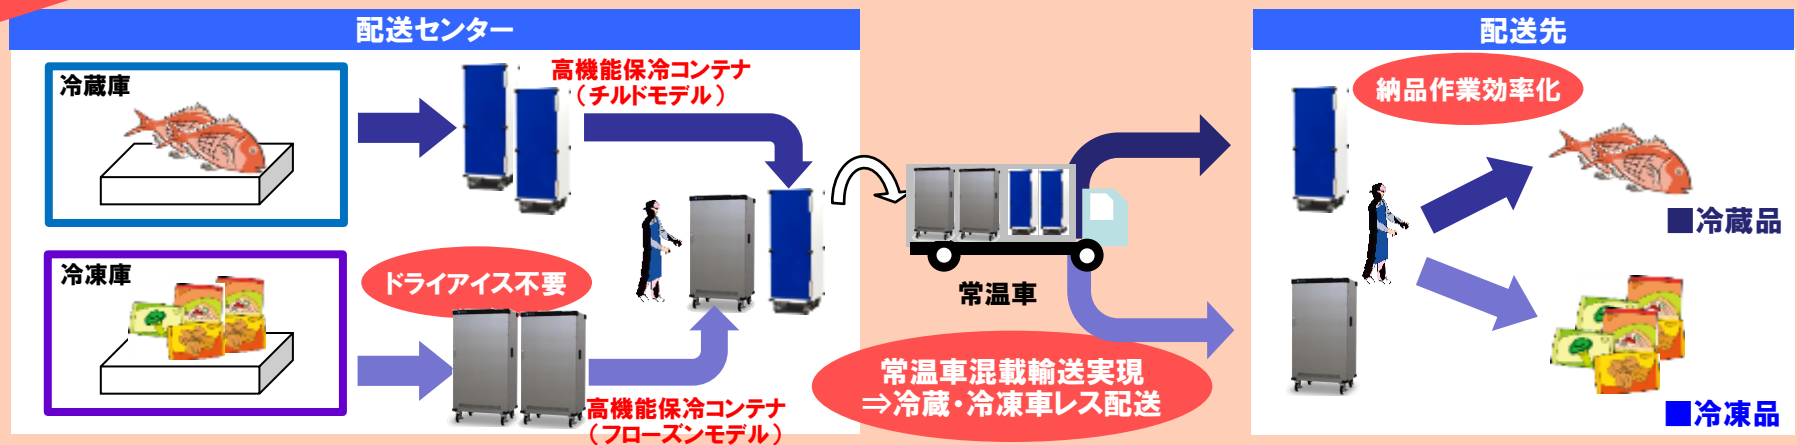 配送センター
冷蔵庫
高機能保冷コンテナ
（チルドモデル）
冷凍庫
ドライアイス不要
高機能保冷コンテナ
（フローズンモデル）
常温車
常温車混載輸送実現
⇒冷蔵・冷凍車レス配送
配送先
納品作業効率化
■冷蔵品
■冷凍品